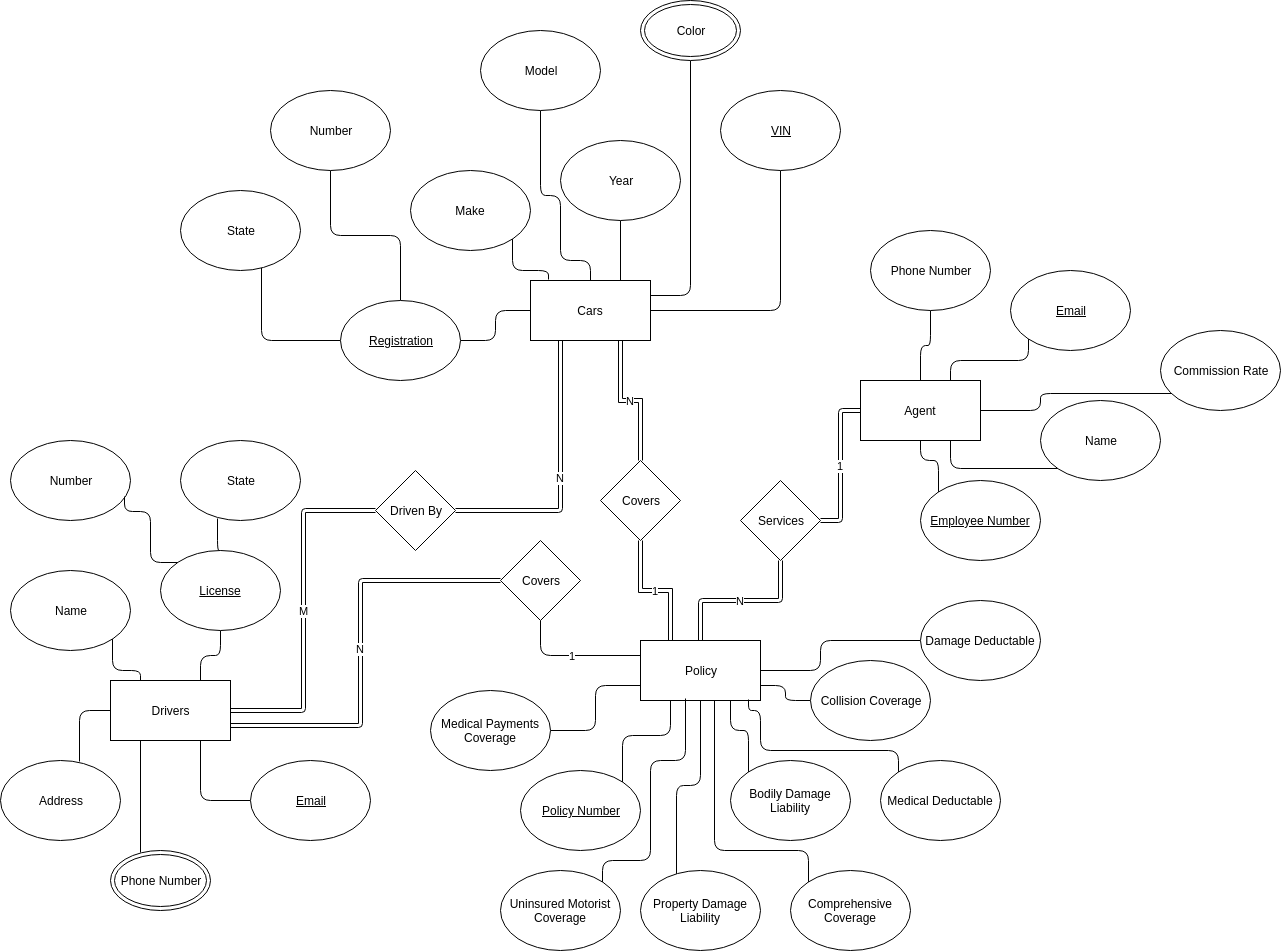 Color
Model
Number
VIN
Year
Make
State
Phone Number
Email
Cars
Registration
Commission Rate
N
Agent
Name
1
Number
State
N
Covers
Driven By
Services
Employee Number
Covers
License
1
N
Name
M
Damage Deductable
N
1
Policy
Drivers
Collision Coverage
Medical Payments
Coverage
Address
Email
Policy Number
Bodily Damage
Liability
Medical Deductable
Phone Number
Uninsured Motorist
Coverage
Property Damage
Liability
Comprehensive
Coverage